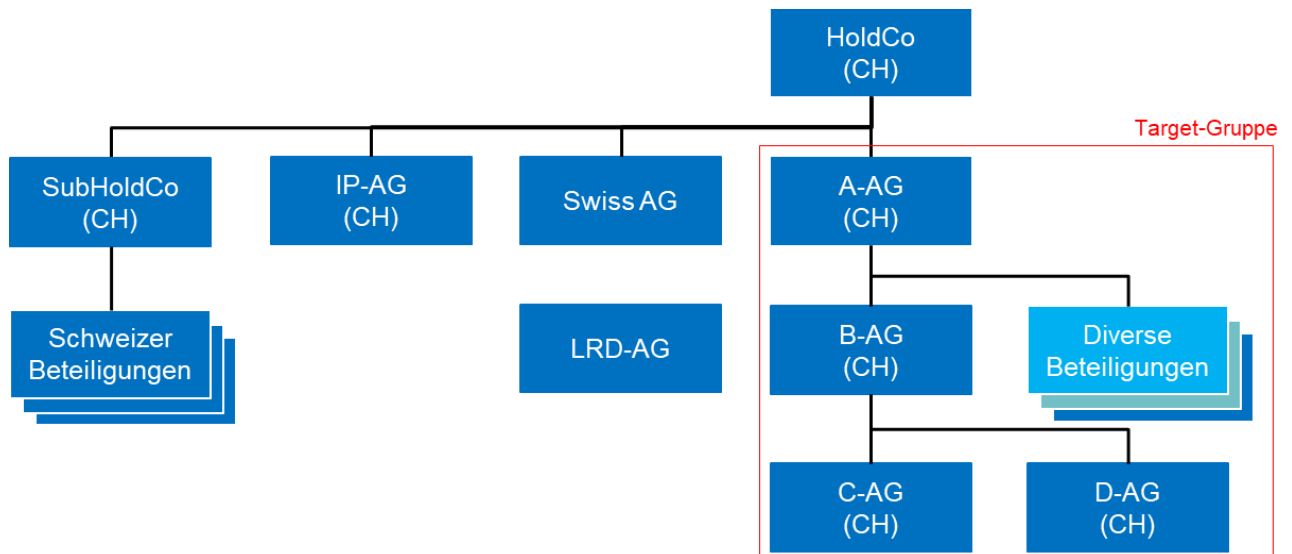 HoldCo
(CH)
Target-Gruppe
SubHoldCo
(CH)
IP-AG
(CH)
Swiss AG
A-AG
(CH)
Schweizer
Beteiligungen
LRD-AG
B-AG
(CH)
Diverse
Beteiligungen
C-AG
(CH)
D-AG
(CH)